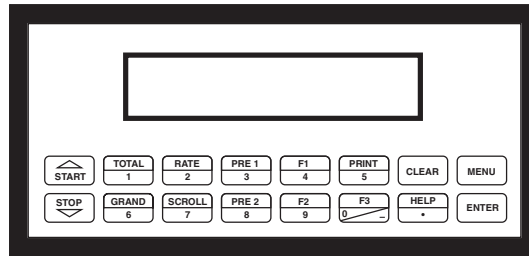 START
TOTAL
1
RATE
2
PRE 1
3
F1
4
PRINT
5
CLEAR
MENU
STOP
GRAND
6
SCROLL
7
PRE 2
8
F2
9
F3
0 –
HELP
•
ENTER